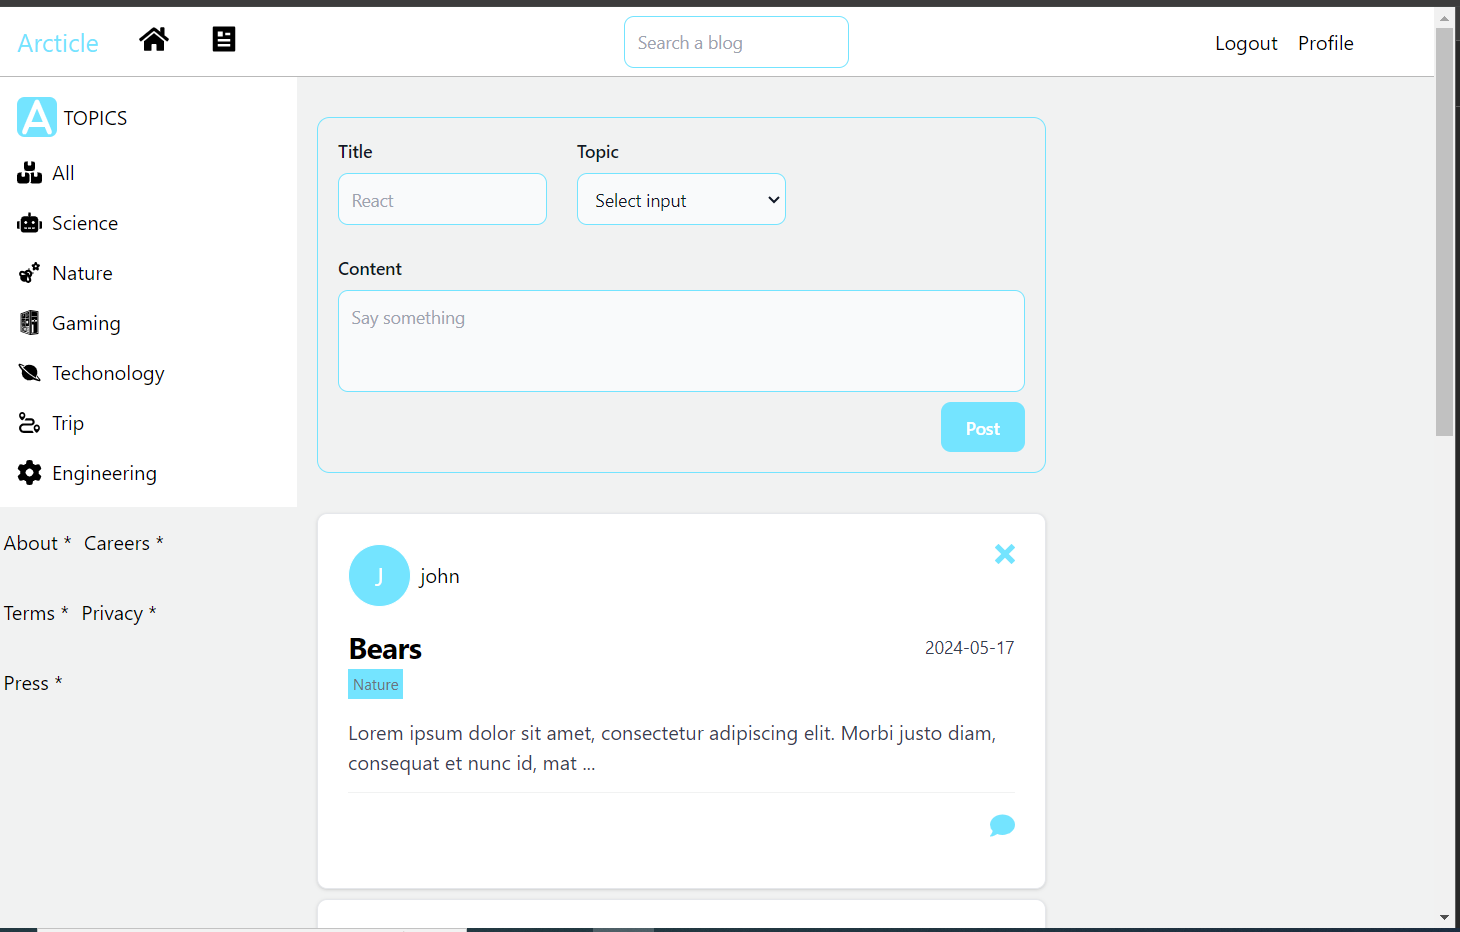 Arcticle
Search a blog
Logout Profile
A TOPICS
All
Science
Nature
Gaming
Techonology
Trip
Engineering
About * Careers *
Terms * Privacy *
Press *
Title Topic
React Select input
Content
Say something
Post
J john
Bears 2024-05-17
Nature
Lorem ipsum dolor sit amet, consectetur adipiscing elit. Morbi justo diam,
consequat et nunc id, mat ...